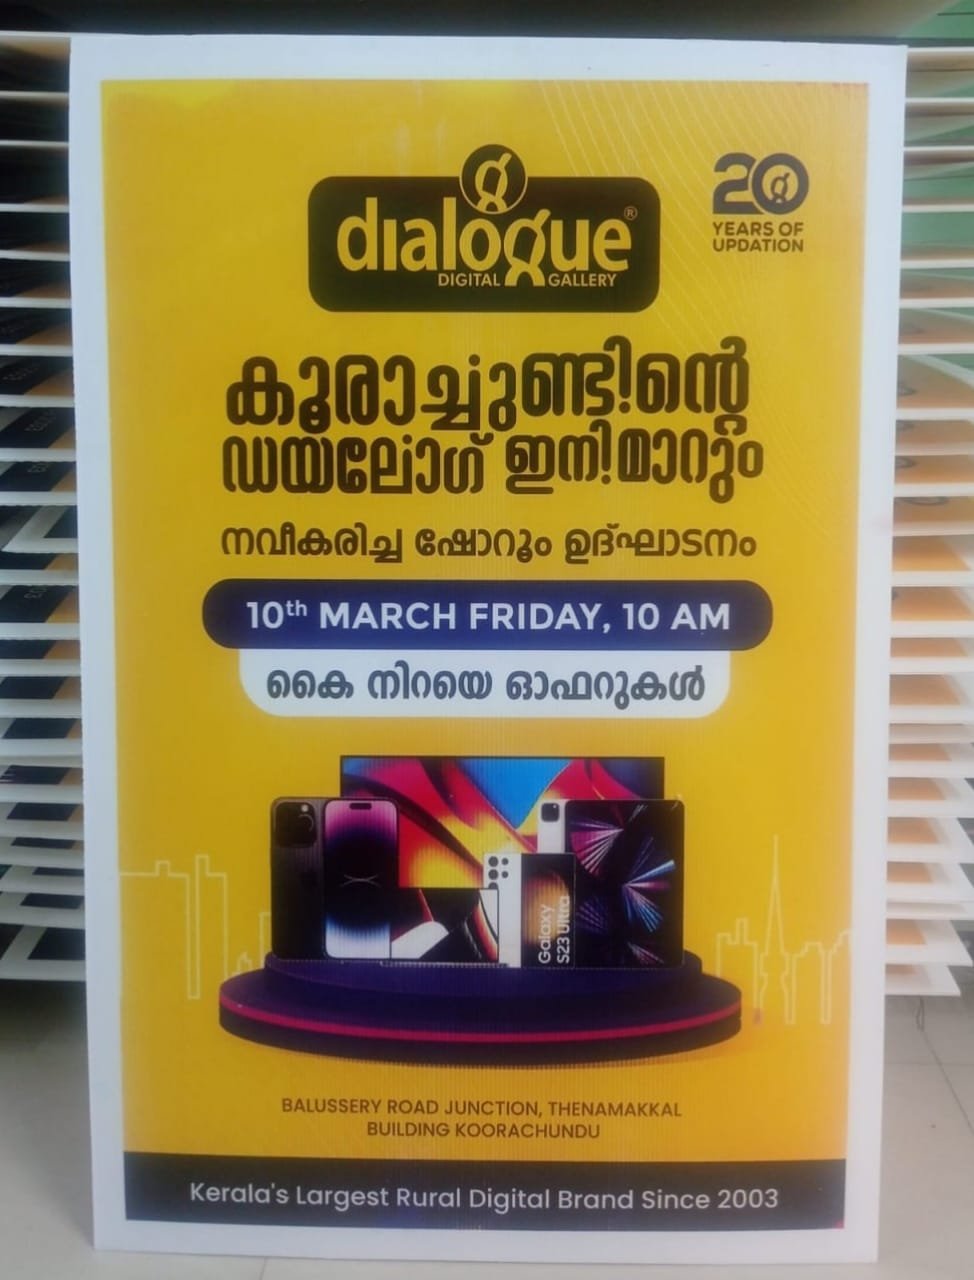 dialogue®
DIGITAL GALLERY
20
YEARS OF
UPDATION
കൂരാച്ചുണ്ടിന്റെ
ഡയലോഗ് ഇനി മാറും
നവീകരിച്ച ഷോറൂം ഉദ്ഘാടനം
10th MARCH FRIDAY, 10 AM
കൈ നിറയെ ഓഫറുകൾ
Galaxy
S23 Ultra
BALUSSERY ROAD JUNCTION, THENAMAKKAL
BUILDING KOORACHUNDU
Kerala's Largest Rural Digital Brand Since 2003